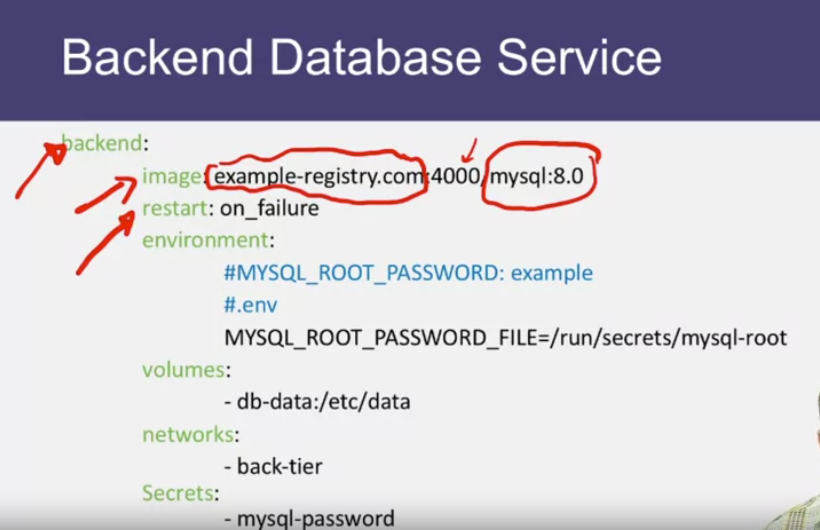 Backend Database Service
backend:
image: example-registry.com:4000/mysql:8.0
restart: on_failure
environment:
#MYSQL_ROOT_PASSWORD: example
#.env
MYSQL_ROOT_PASSWORD_FILE=/run/secrets/mysql-root
volumes:
- db-data:/etc/data
networks:
- back-tier
Secrets:
- mysql-password